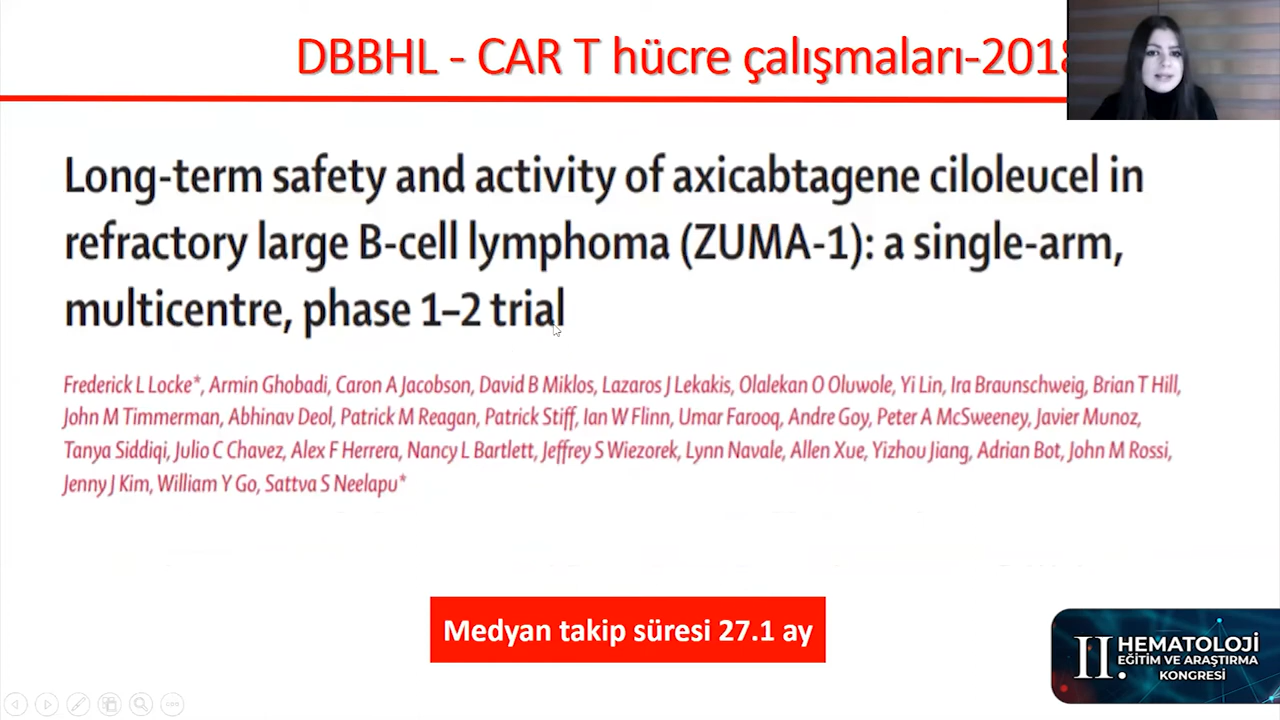 DBBHL - CAR T hücre çalışmaları-2018
Long-term safety and activity of axicabtagene ciloleucel in
refractory large B-cell lymphoma (ZUMA-1): a single-arm,
multicentre, phase 1–2 trial
Frederick L Locke*, Armin Ghobadi, Caron A Jacobson, David B Miklos, Lazaros J Lekakis, Olalekan O Oluwole, Yi Lin, Ira Braunschweig, Brian T Hill,
John M Timmerman, Abhinav Deol, Patrick M Reagan, Patrick Stiff, Ian W Flinn, Umar Farooq, Andre Goy, Peter A McSweeney, Javier Munoz,
Tanya Siddiqi, Julio C Chavez, Alex F Herrera, Nancy L Bartlett, Jeffrey S Wiezorek, Lynn Navale, Allen Xue, Yizhou Jiang, Adrian Bot, John M Rossi,
Jenny J Kim, William Y Go, Sattva S Neelapu*
Medyan takip süresi 27.1 ay
II. HEMATOLOJİ
EĞİTİM VE ARAŞTIRMA
KONGRESİ